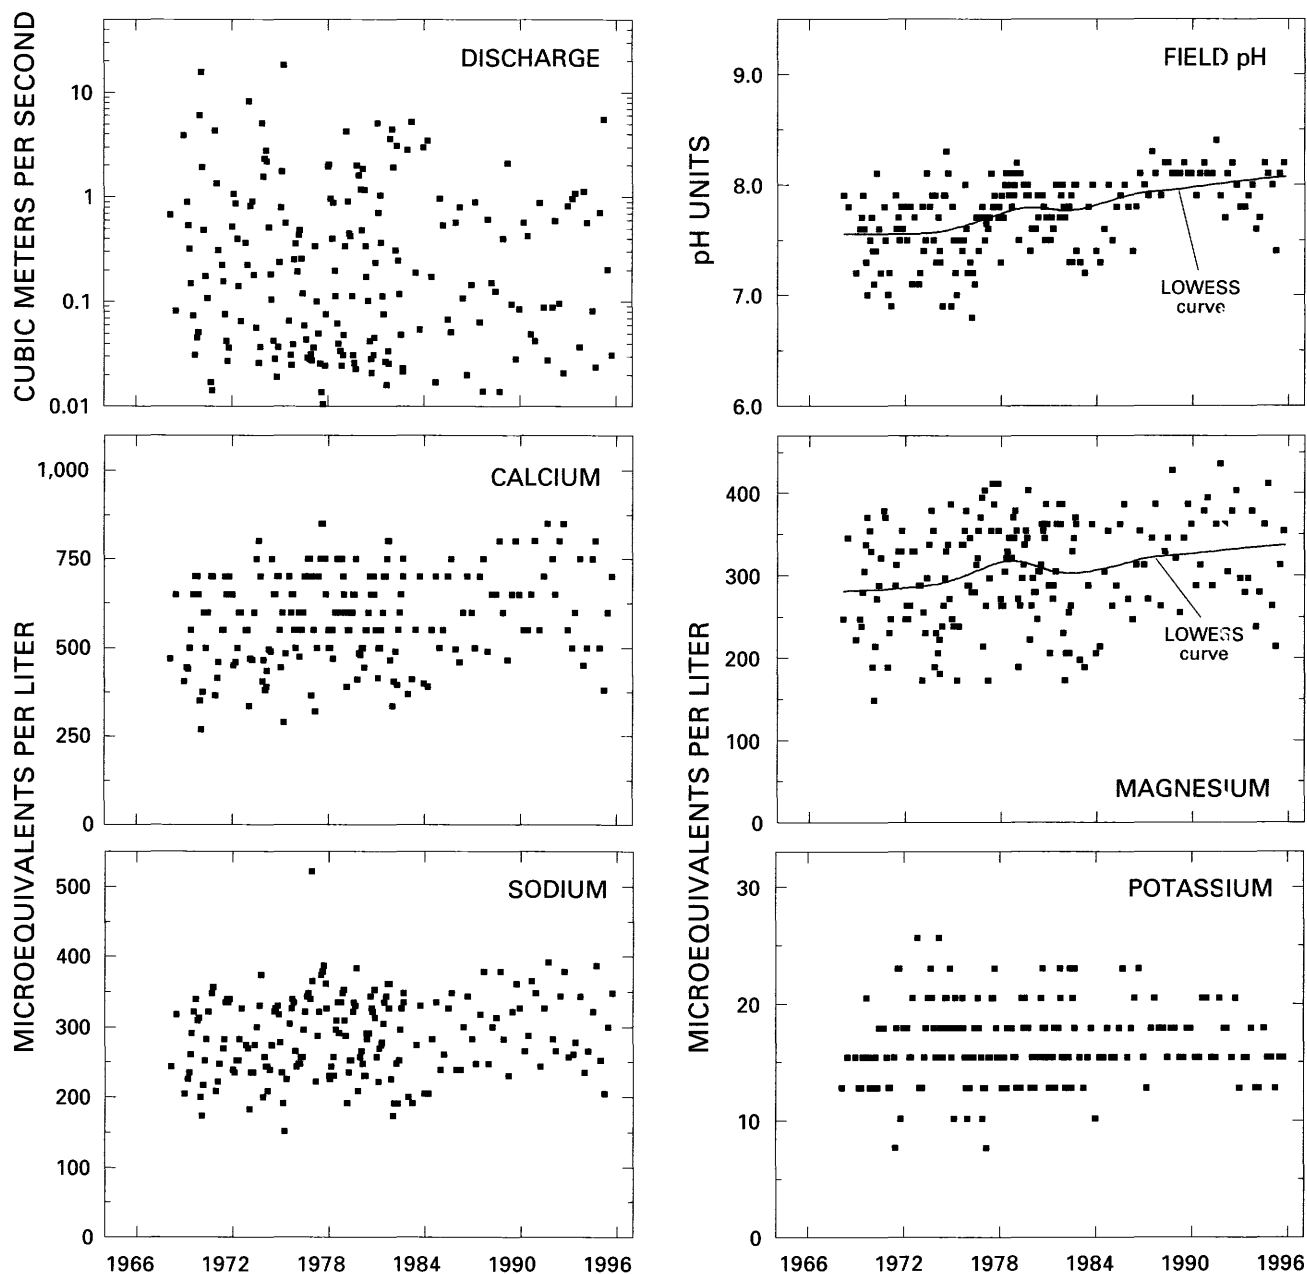 CUBIC METERS PER SECOND
DISCHARGE
10
1
0.1
0.01
pH UNITS
FIELD pH
9.0
8.0
7.0
6.0
LOWESS
curve
MICROEQUIVALENTS PER LITER
CALCIUM
1,000
750
500
250
0
MICROEQUIVALENTS PER LITER
MAGNESIUM
400
300
200
100
0
LOWESS
curve
SODIUM
500
400
300
200
100
0
1966 1972 1978 1984 1990 1996
POTASSIUM
30
20
10
0
1966 1972 1978 1984 1990 1996